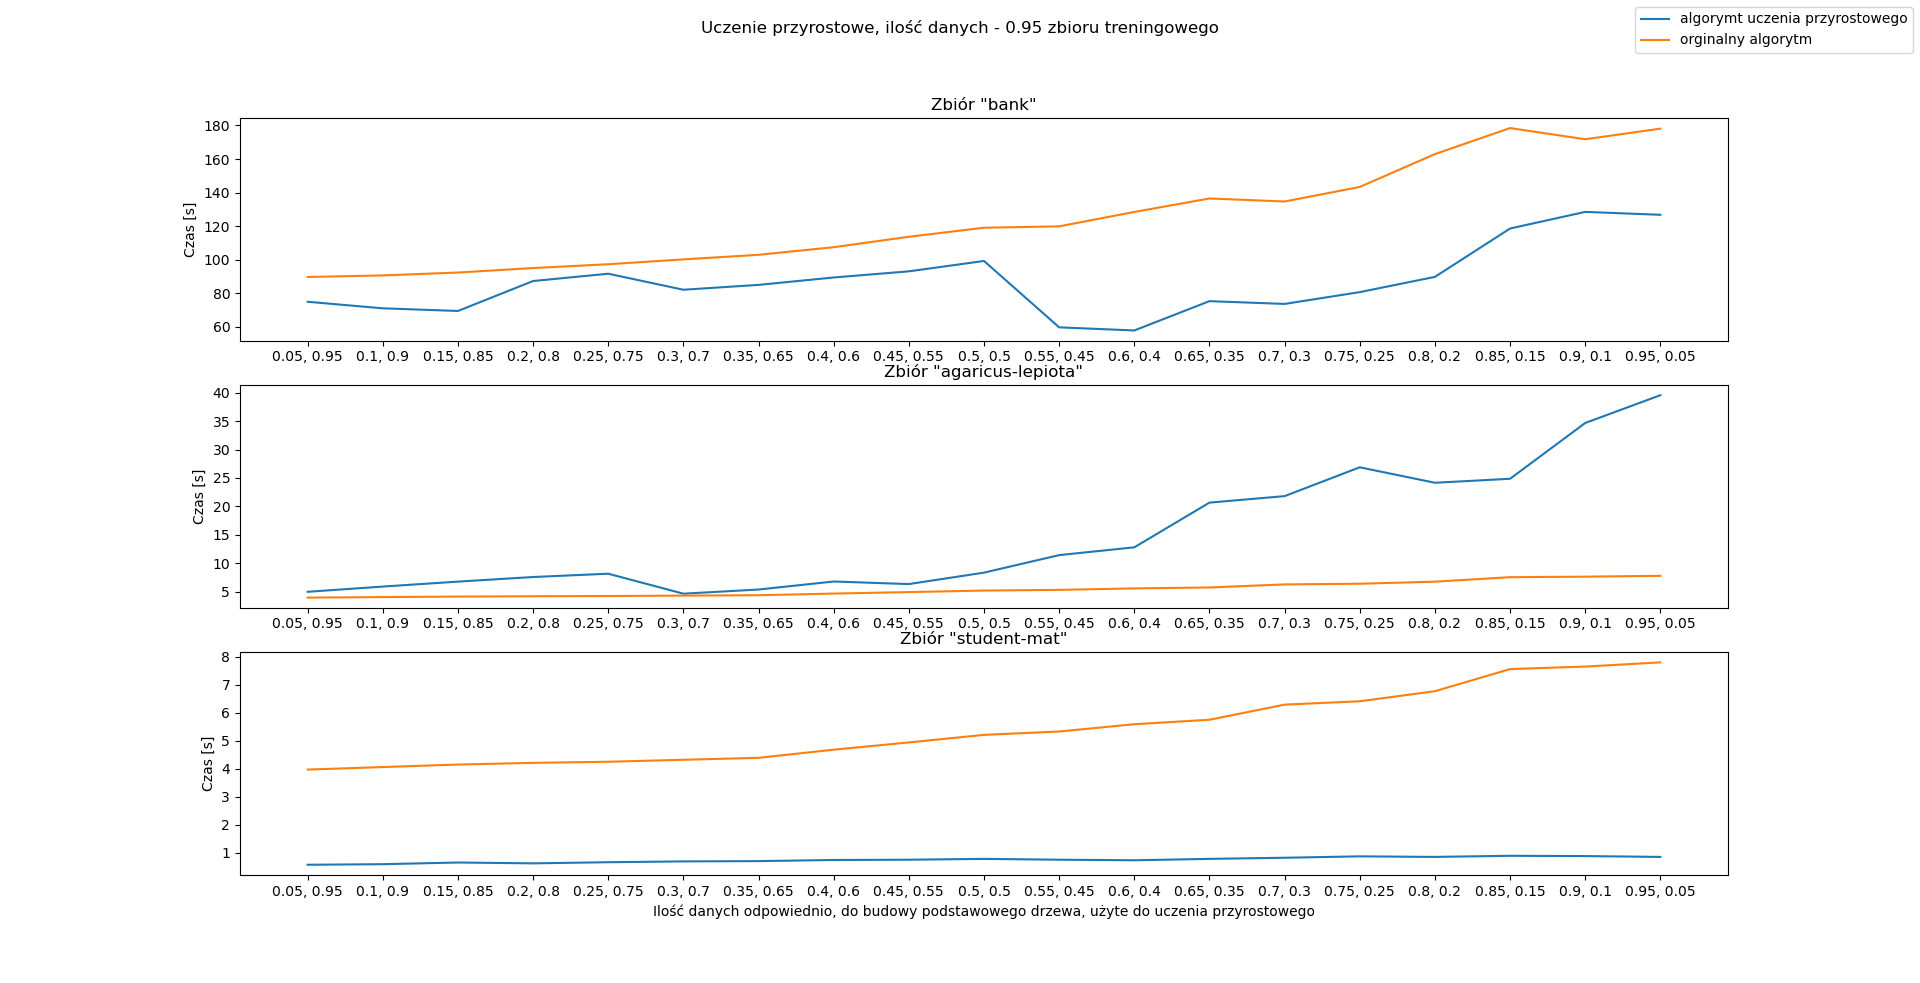 Uczenie przyrostowe, ilość danych - 0.95 zbioru treningowego
algorymt uczenia przyrostowego
orginalny algorytm
Zbiór "bank"
Czas [s]
180
160
140
120
100
80
60
0.05, 0.95 0.1, 0.9 0.15, 0.85 0.2, 0.8 0.25, 0.75 0.3, 0.7 0.35, 0.65 0.4, 0.6 0.45, 0.55 0.5, 0.5 0.55, 0.45 0.6, 0.4 0.65, 0.35 0.7, 0.3 0.75, 0.25 0.8, 0.2 0.85, 0.15 0.9, 0.1 0.95, 0.05
Zbiór "agaricus-lepiota"
Czas [s]
40
35
30
25
20
15
10
5
0.05, 0.95 0.1, 0.9 0.15, 0.85 0.2, 0.8 0.25, 0.75 0.3, 0.7 0.35, 0.65 0.4, 0.6 0.45, 0.55 0.5, 0.5 0.55, 0.45 0.6, 0.4 0.65, 0.35 0.7, 0.3 0.75, 0.25 0.8, 0.2 0.85, 0.15 0.9, 0.1 0.95, 0.05
Zbiór "student-mat"
Czas [s]
8
7
6
5
4
3
2
1
0.05, 0.95 0.1, 0.9 0.15, 0.85 0.2, 0.8 0.25, 0.75 0.3, 0.7 0.35, 0.65 0.4, 0.6 0.45, 0.55 0.5, 0.5 0.55, 0.45 0.6, 0.4 0.65, 0.35 0.7, 0.3 0.75, 0.25 0.8, 0.2 0.85, 0.15 0.9, 0.1 0.95, 0.05
Ilość danych odpowiednio, do budowy podstawowego drzewa, użyte do uczenia przyrostowego